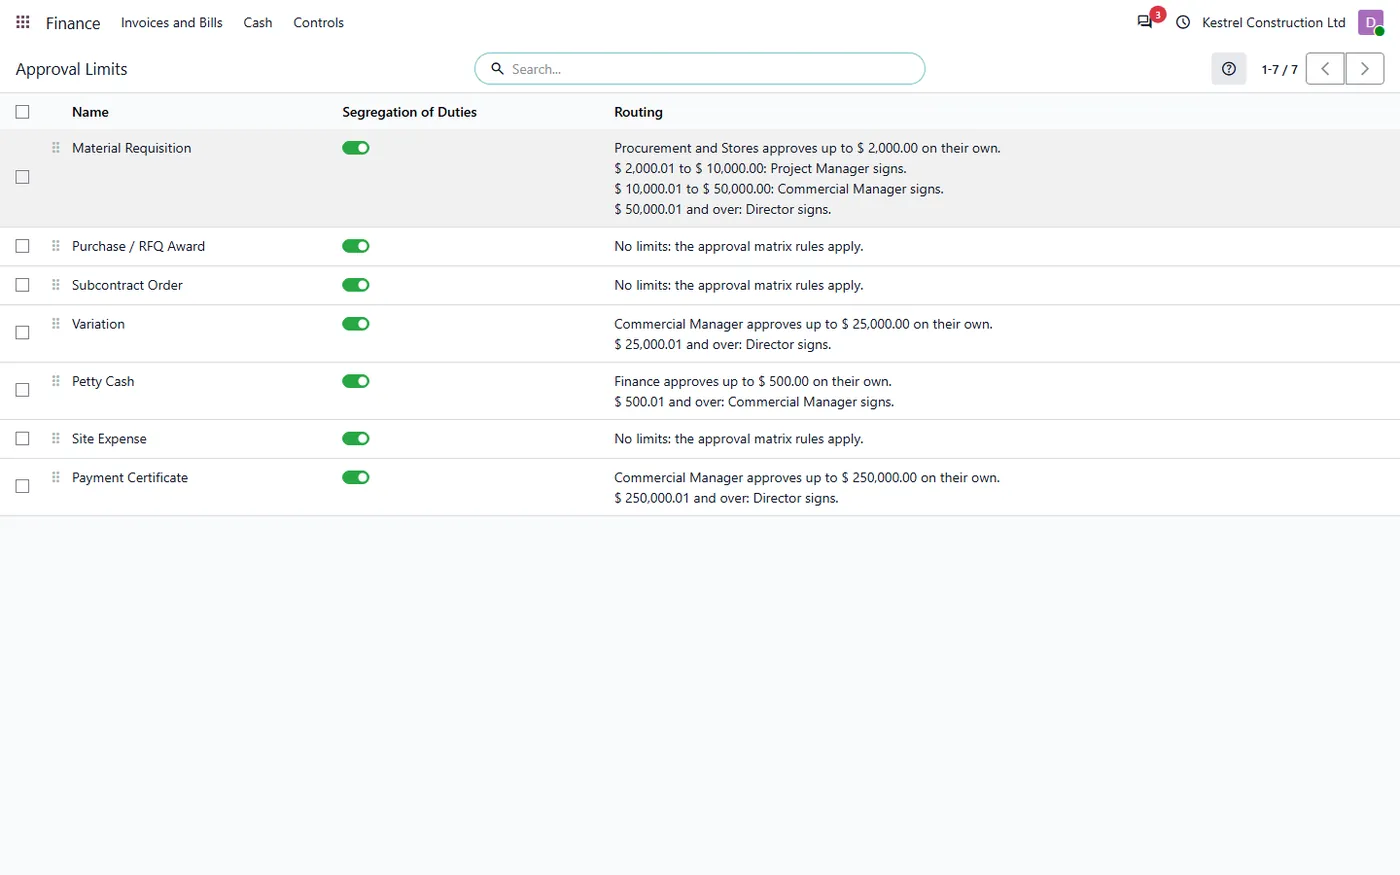 Finance
Invoices and Bills
Cash
Controls
3
Kestrel Construction Ltd
D
Approval Limits
Search...
1-7 / 7
Name
Segregation of Duties
Routing
Material Requisition
Procurement and Stores approves up to $ 2,000.00 on their own.
$ 2,000.01 to $ 10,000.00: Project Manager signs.
$ 10,000.01 to $ 50,000.00: Commercial Manager signs.
$ 50,000.01 and over: Director signs.
Purchase / RFQ Award
No limits: the approval matrix rules apply.
Subcontract Order
No limits: the approval matrix rules apply.
Variation
Commercial Manager approves up to $ 25,000.00 on their own.
$ 25,000.01 and over: Director signs.
Petty Cash
Finance approves up to $ 500.00 on their own.
$ 500.01 and over: Commercial Manager signs.
Site Expense
No limits: the approval matrix rules apply.
Payment Certificate
Commercial Manager approves up to $ 250,000.00 on their own.
$ 250,000.01 and over: Director signs.